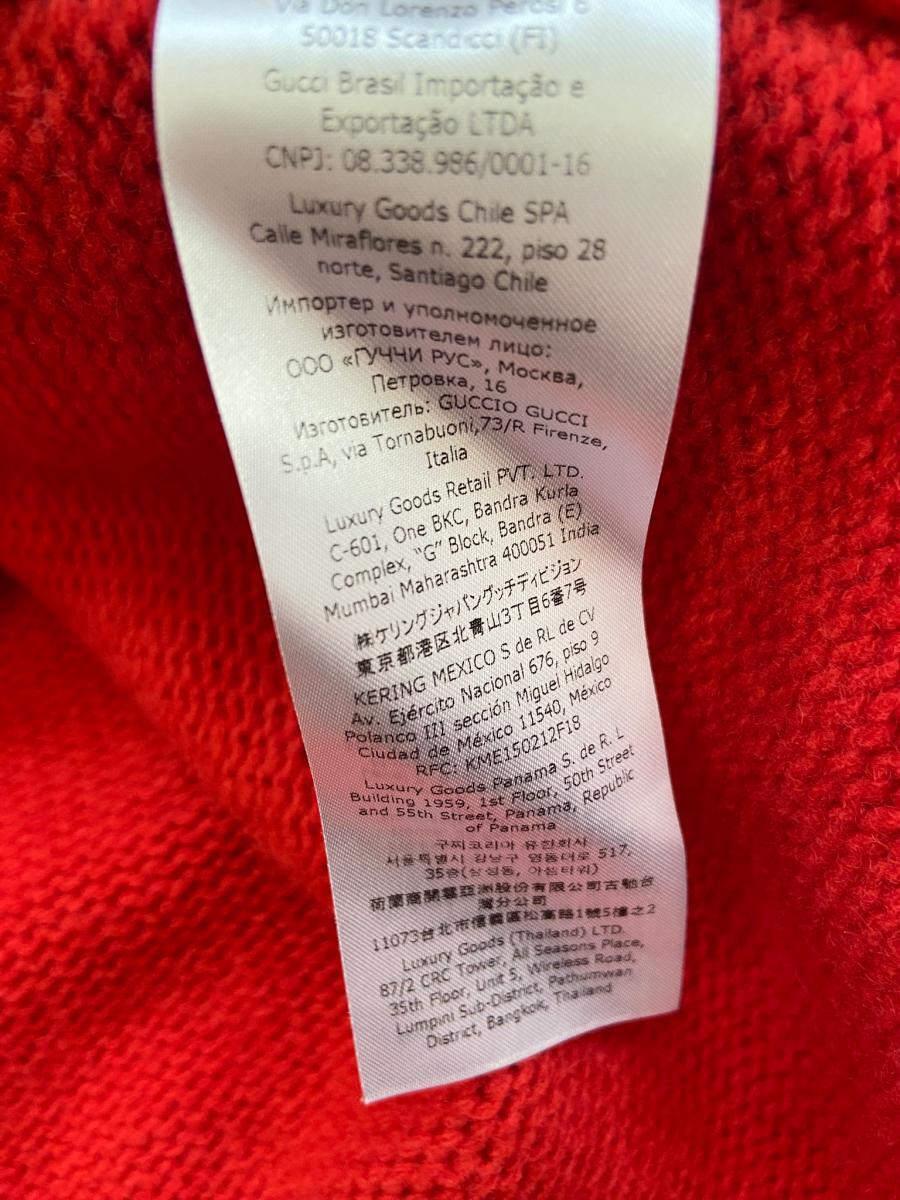 Via Don Lorenzo Perosi 6
50018 Scandicci (FI)
Gucci Brasil Importação e
Exportação LTDA
CNPJ: 08.338.986/0001-16
Luxury Goods Chile SPA
Calle Miraflores n. 222, piso 28
norte, Santiago Chile
Импортер и уполномоченное
изготовителем лицо:
ООО «ГУЧЧИ РУС», Москва,
Петровка, 16
Изготовитель: GUCCIO GUCCI
S.p.A, via Tornabuoni,73/R Firenze,
Italia
Luxury Goods Retail PVT. LTD.
C-601, One BKC, Bandra Kurla
Complex, “G” Block, Bandra (E)
Mumbai Maharashtra 400051 India
㈱ケリングジャパングッチディビジョン
東京都港区北青山3丁目6番7号
KERING MEXICO S de RL de CV
Av. Ejército Nacional 676, piso 9
Polanco III sección Miguel Hidalgo
Ciudad de México 11540, México
RFC: KME150212F18
Luxury Goods Panama S. de R. L
Building 1959, 1st Floor, 50th Street
and 55th Street, Panama, Republic
of Panama
구찌코리아 유한회사
서울특별시 강남구 영동대로 517,
35층(삼성동, 아셈타워)
荷蘭商開雲亞洲股份有限公司古馳台
灣分公司
11073台北市信義區松高路1號5樓之2
Luxury Goods (Thailand) LTD.
87/2 CRC Tower, All Seasons Place,
35th Floor, Unit 5, Wireless Road,
Lumpini Sub-District, Pathumwan
District, Bangkok, Thailand